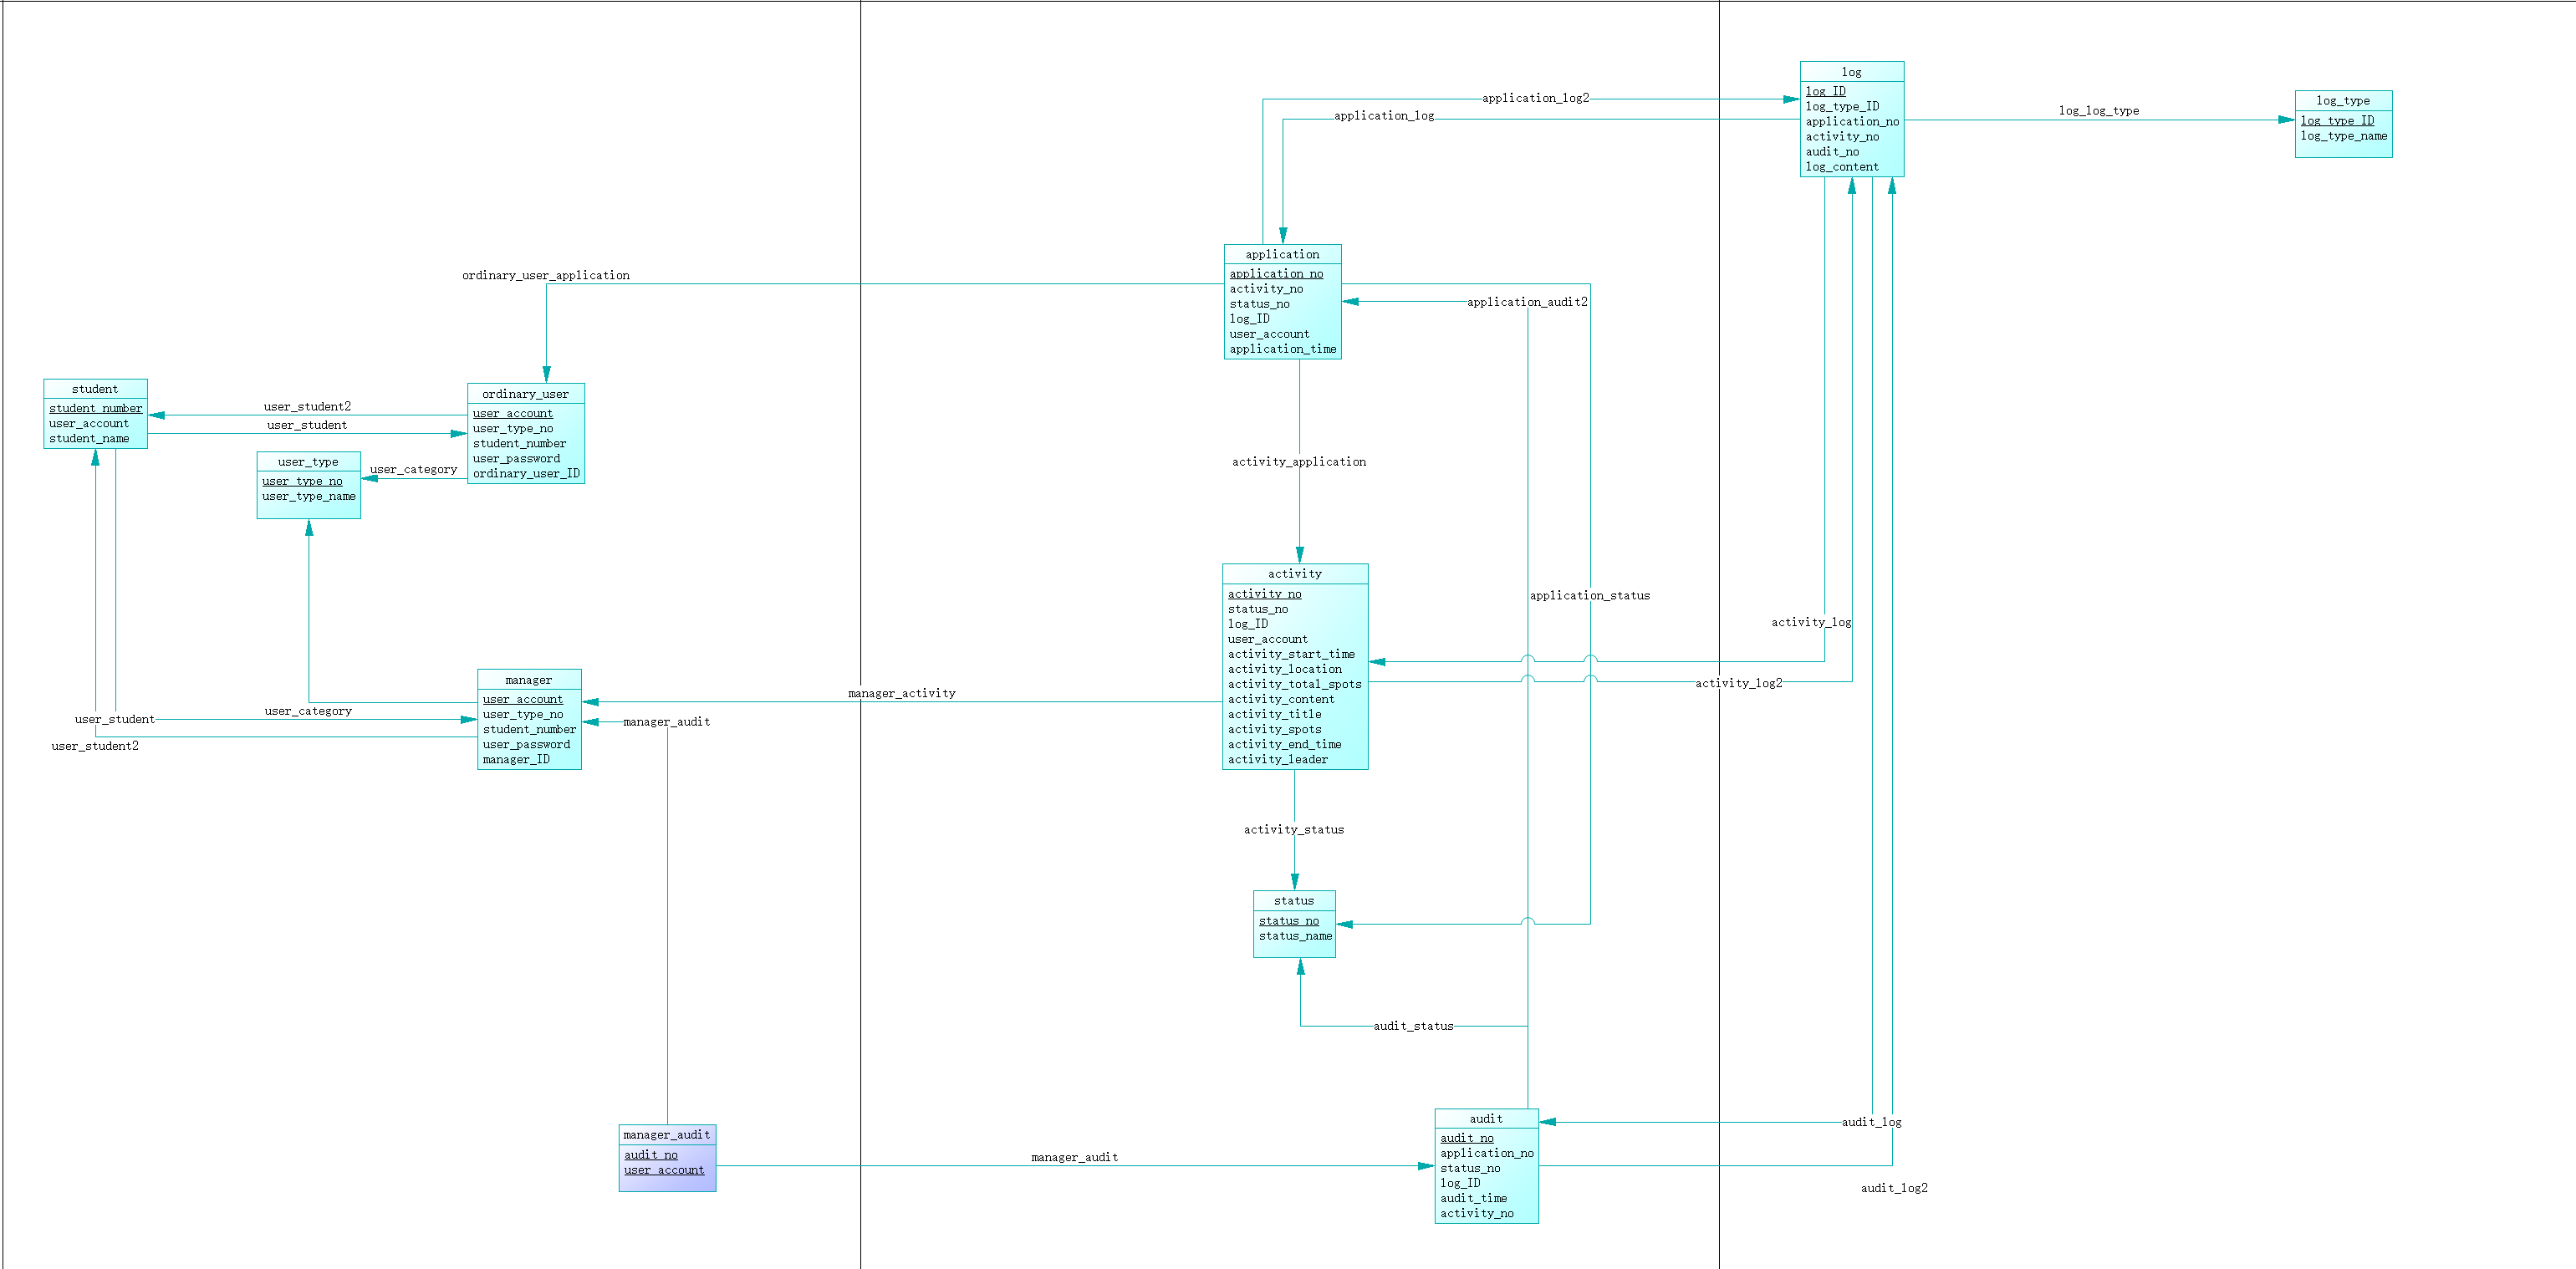 log
log_ID
log_type_ID
application_no
activity_no
audit_no
log_content
log_type
log_type_ID
log_type_name
application_log2
application_log
log_log_type
application
application_no
activity_no
status_no
log_ID
user_account
application_time
ordinary_user_application
application_audit2
student
student_number
user_account
student_name
user_student2
user_student
ordinary_user
user_account
user_type_no
student_number
user_password
ordinary_user_ID
user_type
user_type_no
user_type_name
user_category
activity_application
activity
activity_no
status_no
log_ID
user_account
activity_start_time
activity_location
activity_total_spots
activity_content
activity_title
activity_spots
activity_end_time
activity_leader
application_status
activity_log
activity_log2
manager
user_account
user_type_no
student_number
user_password
manager_ID
manager_activity
manager_audit
user_category
user_student
user_student2
activity_status
status
status_no
status_name
audit_status
manager_audit
audit_no
user_account
manager_audit
audit
audit_no
application_no
status_no
log_ID
audit_time
activity_no
audit_log
audit_log2